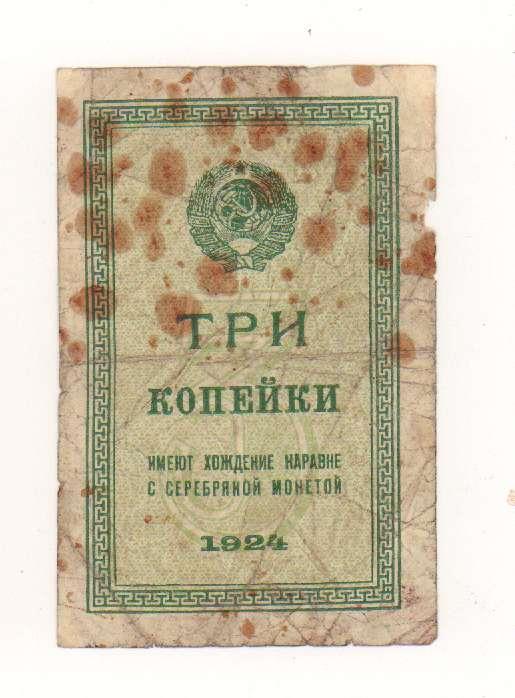 ТРИ
КОПЕЙКИ
ИМЕЮТ ХОЖДЕНИЕ НАРАВНЕ
С СЕРЕБРЯНОЙ МОНЕТОЙ
1924